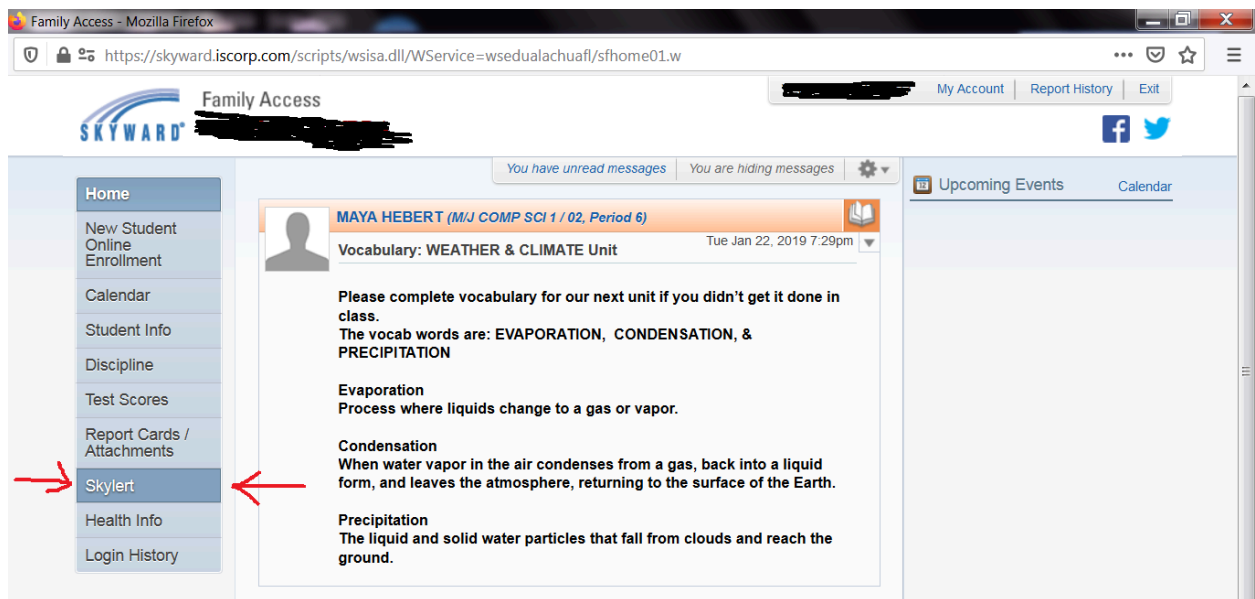 Family Access - Mozilla Firefox
https://skyward.iscorp.com/scripts/wsisa.dll/WService=wsedualachuafl/sfhome01.w
SKYWARD®
Family Access
My Account
Report History
Exit
You have unread messages
You are hiding messages
Home
New Student
Online
Enrollment
Calendar
Student Info
Discipline
Test Scores
Report Cards /
Attachments
Skylert
Health Info
Login History
MAYA HEBERT (M/J COMP SCI 1 / 02, Period 6)
Vocabulary: WEATHER & CLIMATE Unit
Tue Jan 22, 2019 7:29pm
Please complete vocabulary for our next unit if you didn’t get it done in
class.
The vocab words are: EVAPORATION, CONDENSATION, &
PRECIPITATION
Evaporation
Process where liquids change to a gas or vapor.
Condensation
When water vapor in the air condenses from a gas, back into a liquid
form, and leaves the atmosphere, returning to the surface of the Earth.
Precipitation
The liquid and solid water particles that fall from clouds and reach the
ground.
Upcoming Events
Calendar